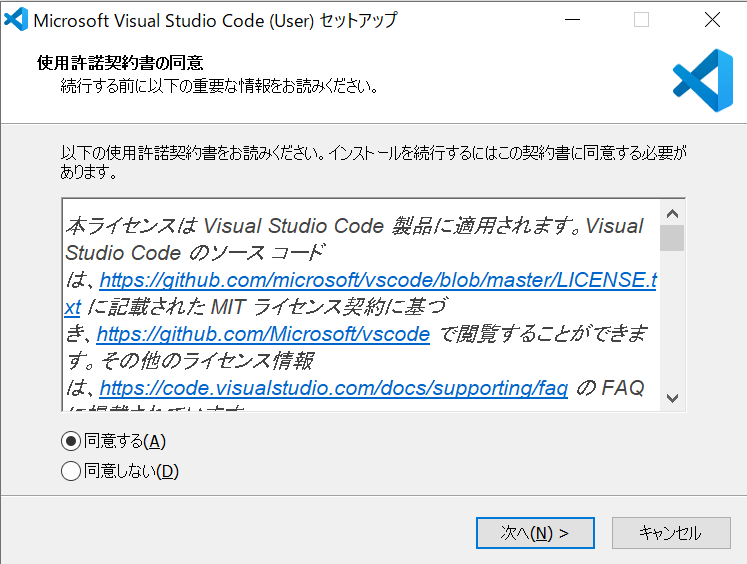 Microsoft Visual Studio Code (User) セットアップ
使用許諾契約書の同意
続行する前に以下の重要な情報をお読みください。
以下の使用許諾契約書をお読みください。インストールを続行するにはこの契約書に同意する必要が
あります。
本ライセンスは Visual Studio Code 製品に適用されます。Visual
Studio Code のソース コード
は、https://github.com/microsoft/vscode/blob/master/LICENSE.t
xt に記載された MIT ライセンス契約に基づ
き、https://github.com/Microsoft/vscode で閲覧することができま
す。その他のライセンス情報
は、https://code.visualstudio.com/docs/supporting/faq の FAQ
に掲載されています
同意する(A)
同意しない(D)
次へ(N) >
キャンセル